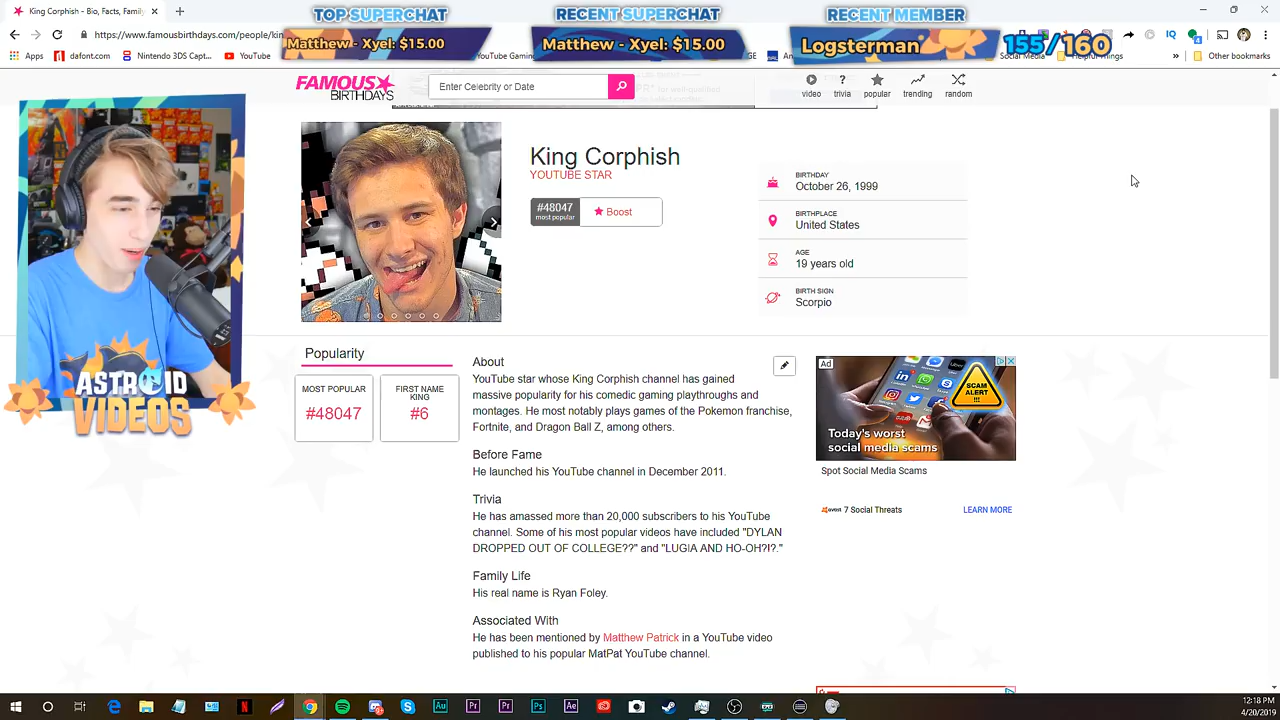 TOP SUPERCHAT
RECENT SUPERCHAT
RECENT MEMBER
King Corphish - Bio, Facts, Family
https://www.famousbirthdays.com/people/kin
Matthew - Xyel: $15.00
Matthew - Xyel: $15.00
Logsterman
155/160
Apps
dafont.com
Nintendo 3DS Capt...
YouTube
YouTube Gaming
Other bookmarks
FAMOUS
BIRTHDAYS
Enter Celebrity or Date
video
trivia
popular
trending
random
King Corphish
YOUTUBE STAR
#48047
most popular
Boost
BIRTHDAY
October 26, 1999
BIRTHPLACE
United States
AGE
19 years old
BIRTH SIGN
Scorpio
ASTROID
VIDEOS
Popularity
MOST POPULAR
#48047
FIRST NAME
KING
#6
About
YouTube star whose King Corphish channel has gained
massive popularity for his comedic gaming playthroughs and
montages. He most notably plays games of the Pokemon franchise,
Fortnite, and Dragon Ball Z, among others.
Before Fame
He launched his YouTube channel in December 2011.
Trivia
He has amassed more than 20,000 subscribers to his YouTube
channel. Some of his most popular videos have included "DYLAN
DROPPED OUT OF COLLEGE??" and "LUGIA AND HO-OH?!?."
Family Life
His real name is Ryan Foley.
Associated With
He has been mentioned by Matthew Patrick in a YouTube video
published to his popular MatPat YouTube channel.
Ad
SCAM
ALERT
!!!
Today's worst
social media scams
Spot Social Media Scams
avast
7 Social Threats
LEARN MORE
12:18 PM
4/20/2019